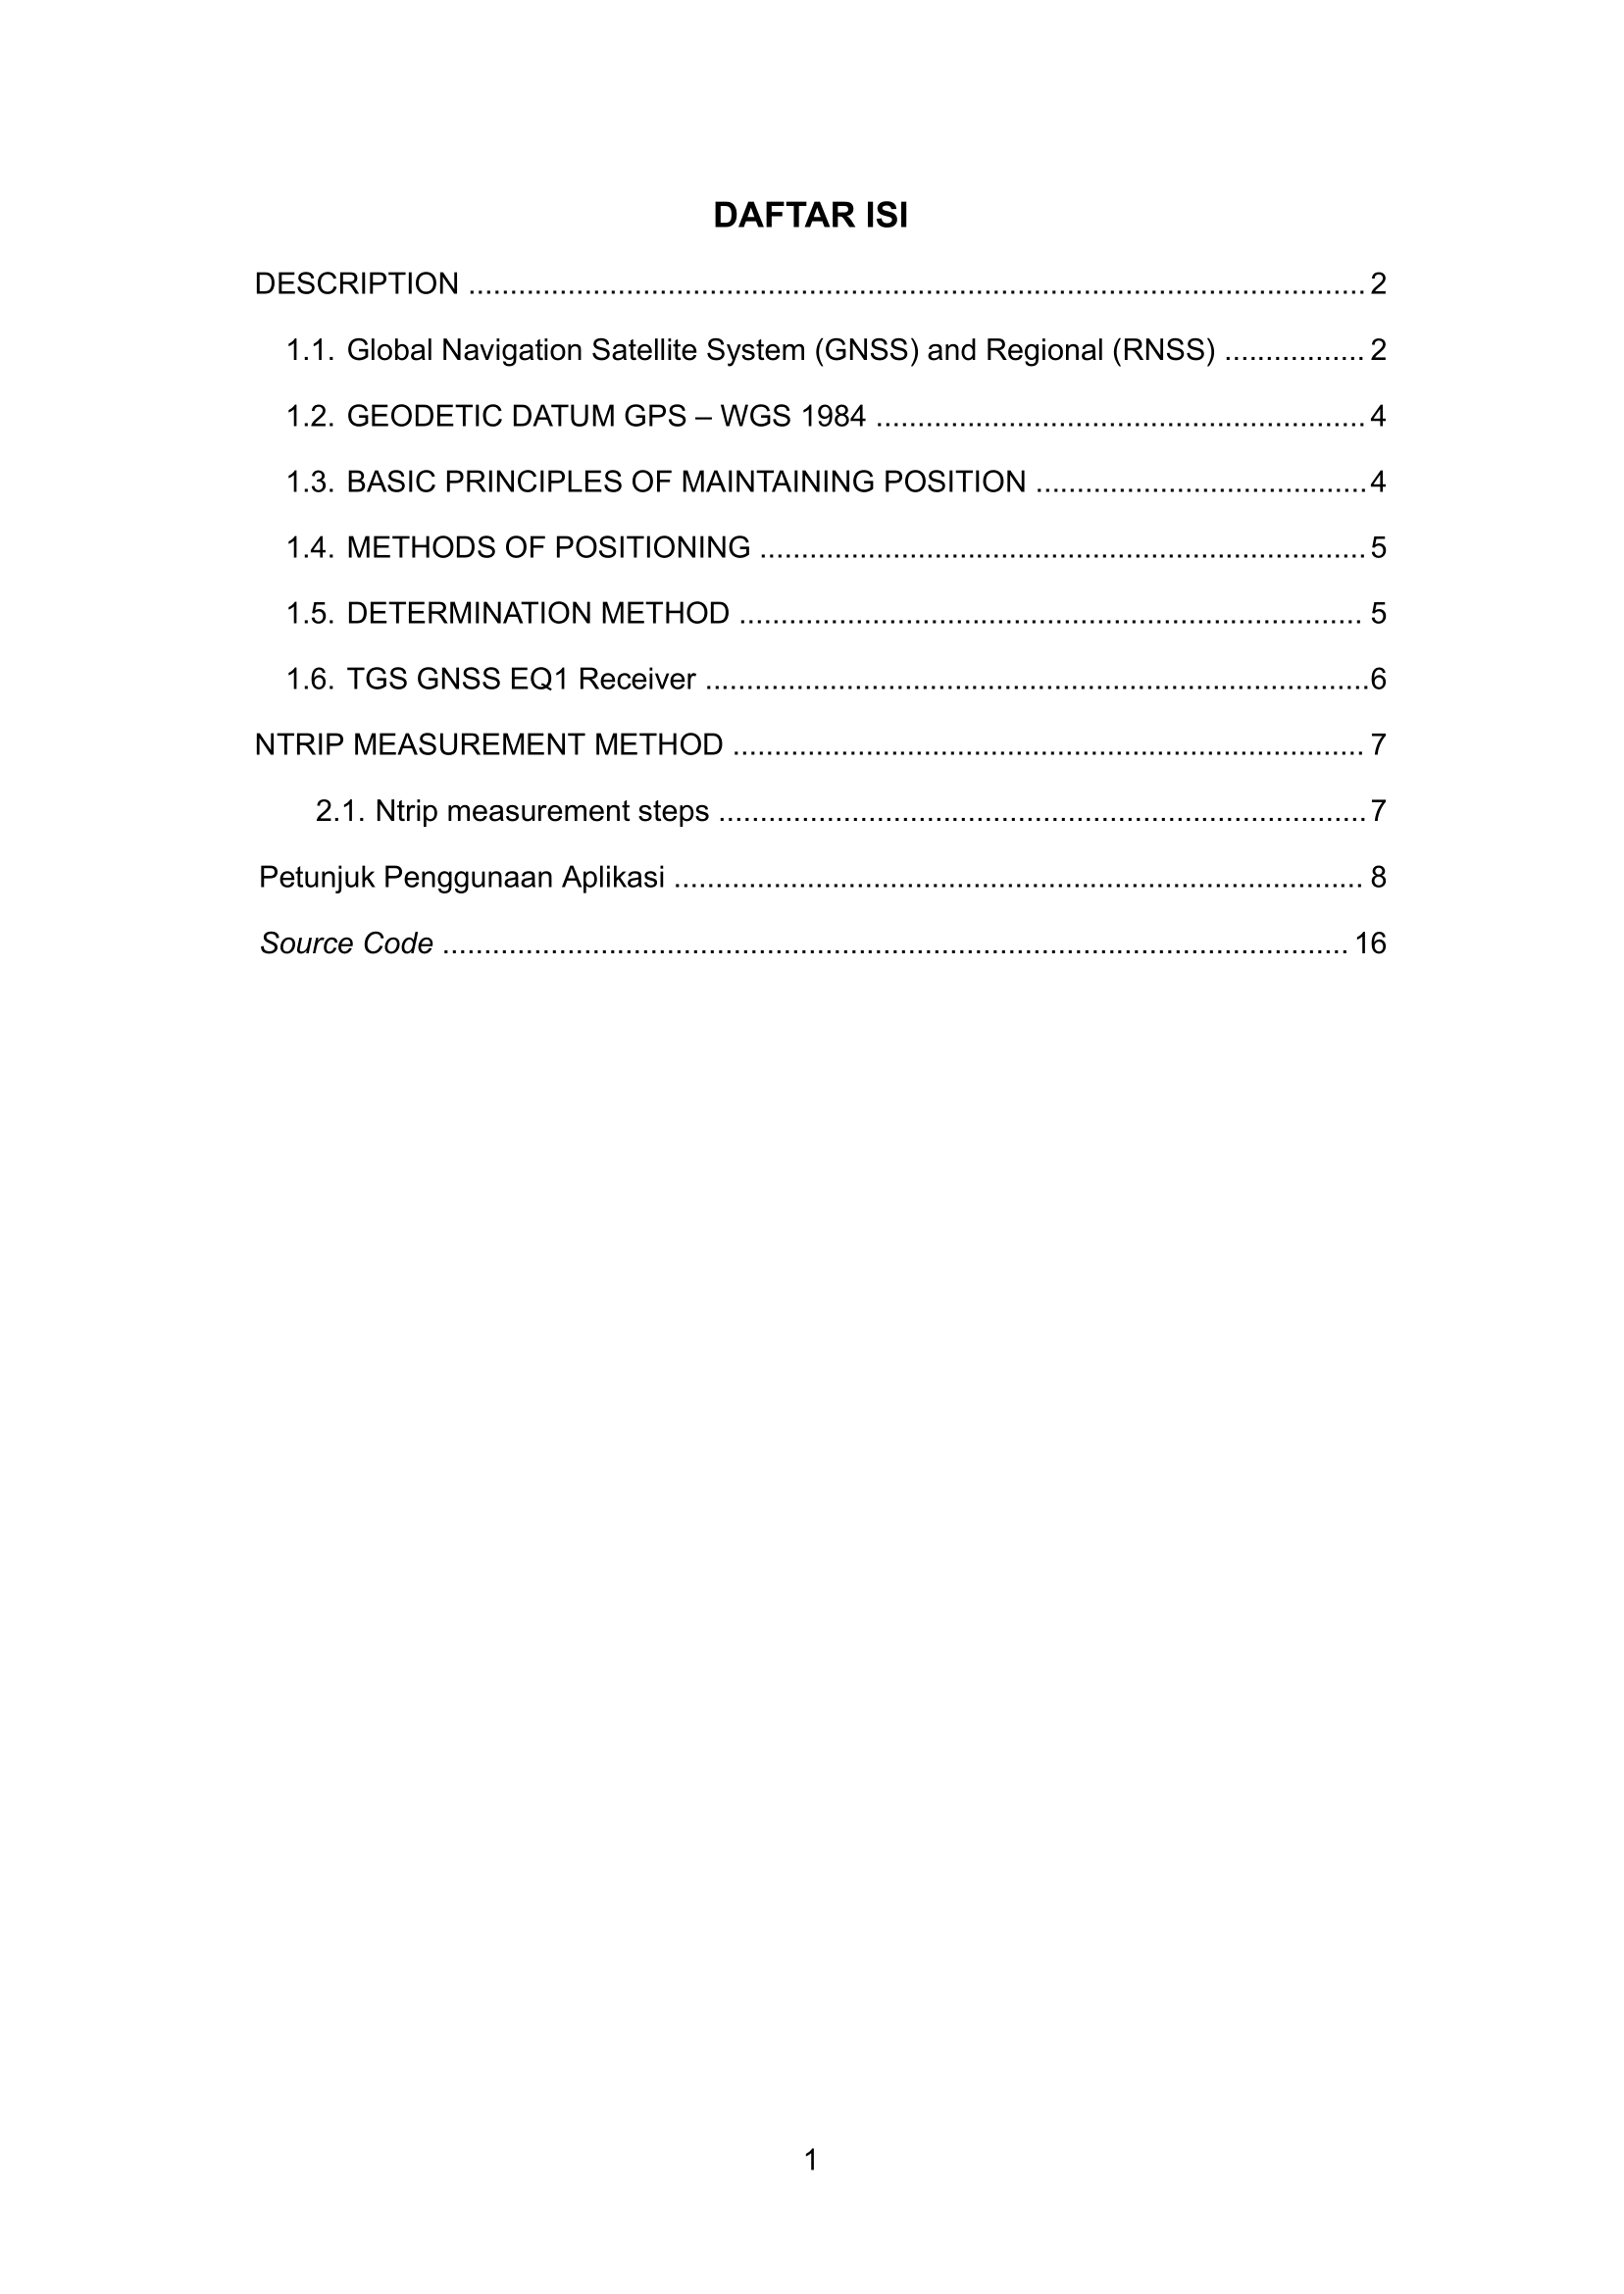 DAFTAR ISI
DESCRIPTION ............................................................................................................ 2
1.1. Global Navigation Satellite System (GNSS) and Regional (RNSS) ................. 2
1.2. GEODETIC DATUM GPS – WGS 1984 ........................................................... 4
1.3. BASIC PRINCIPLES OF MAINTAINING POSITION ........................................ 4
1.4. METHODS OF POSITIONING ......................................................................... 5
1.5. DETERMINATION METHOD ........................................................................... 5
1.6. TGS GNSS EQ1 Receiver ................................................................................ 6
NTRIP MEASUREMENT METHOD ............................................................................ 7
2.1. Ntrip measurement steps .............................................................................. 7
Petunjuk Penggunaan Aplikasi ................................................................................... 8
Source Code ............................................................................................................. 16
1